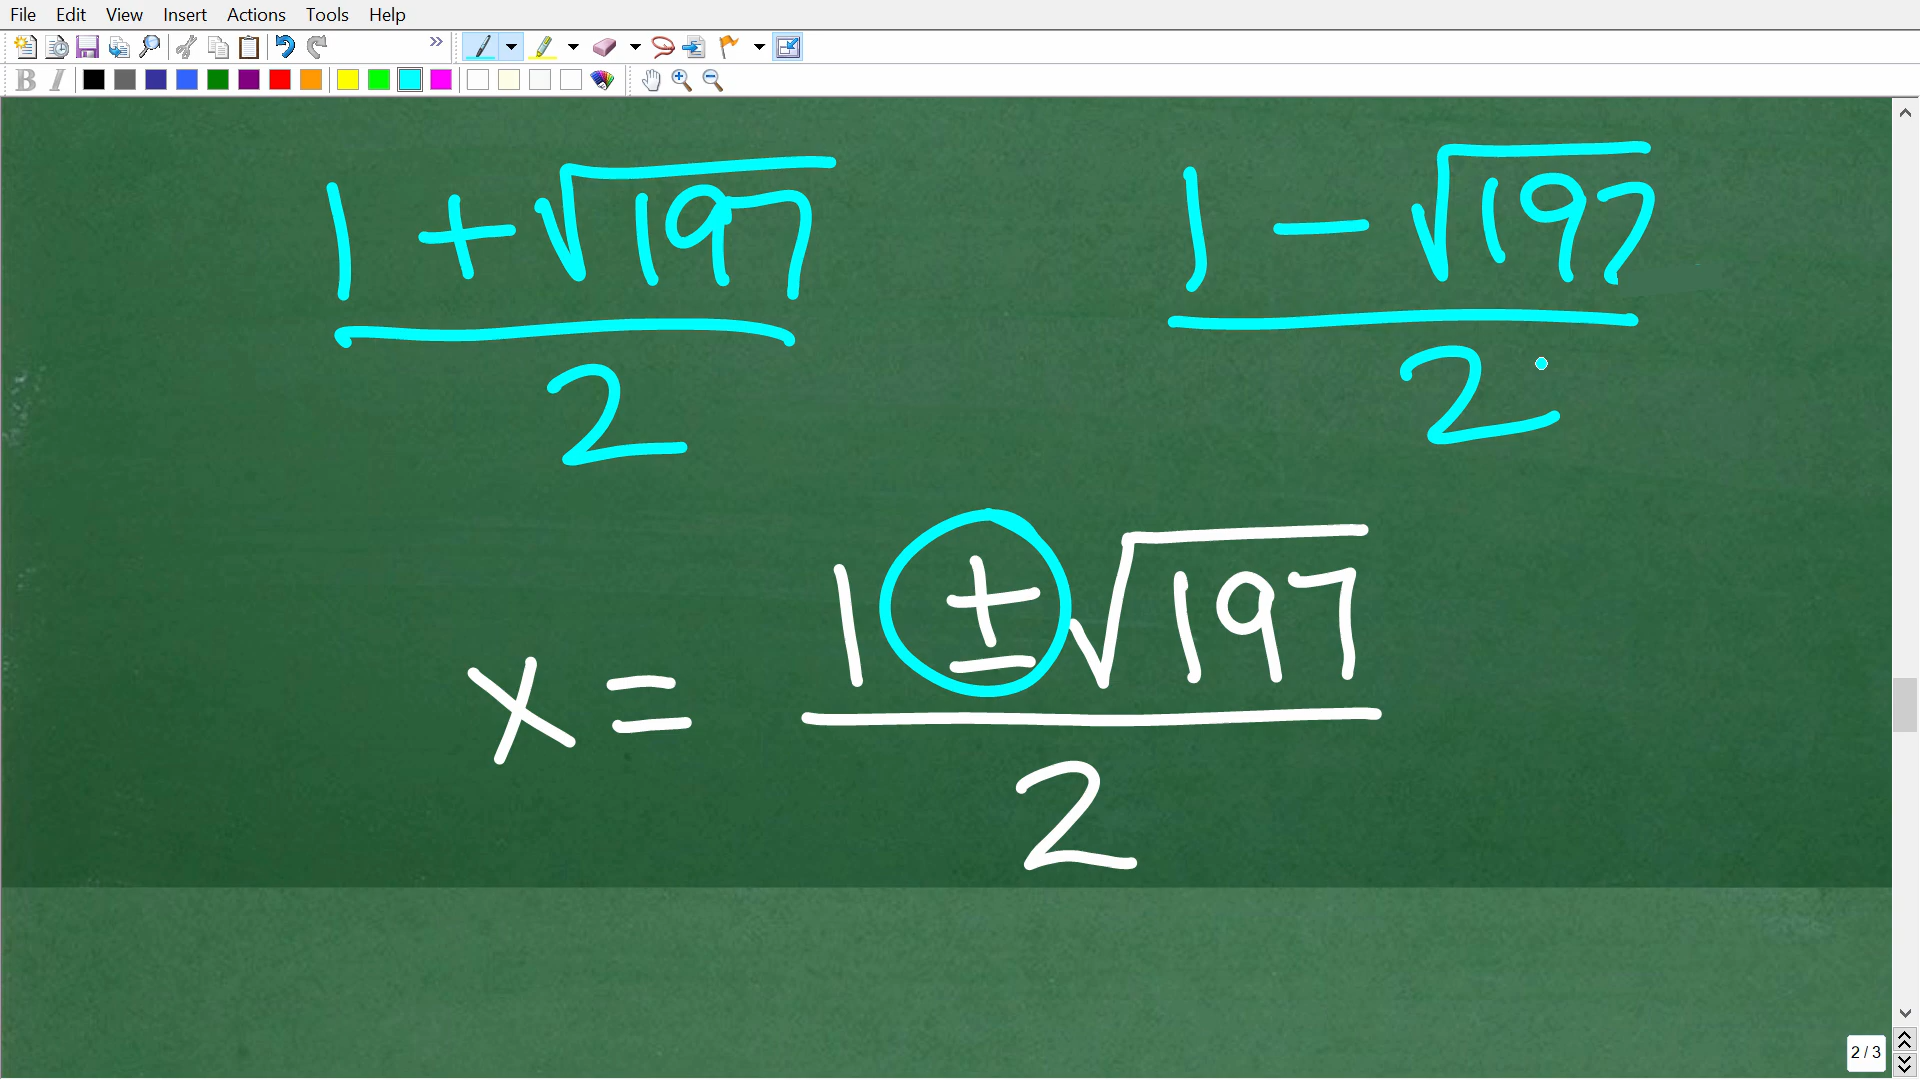 File Edit View Insert Actions Tools Help
B I
1 + √197 1 - √197
2 2
1 ± √197
x =
2
2 / 3